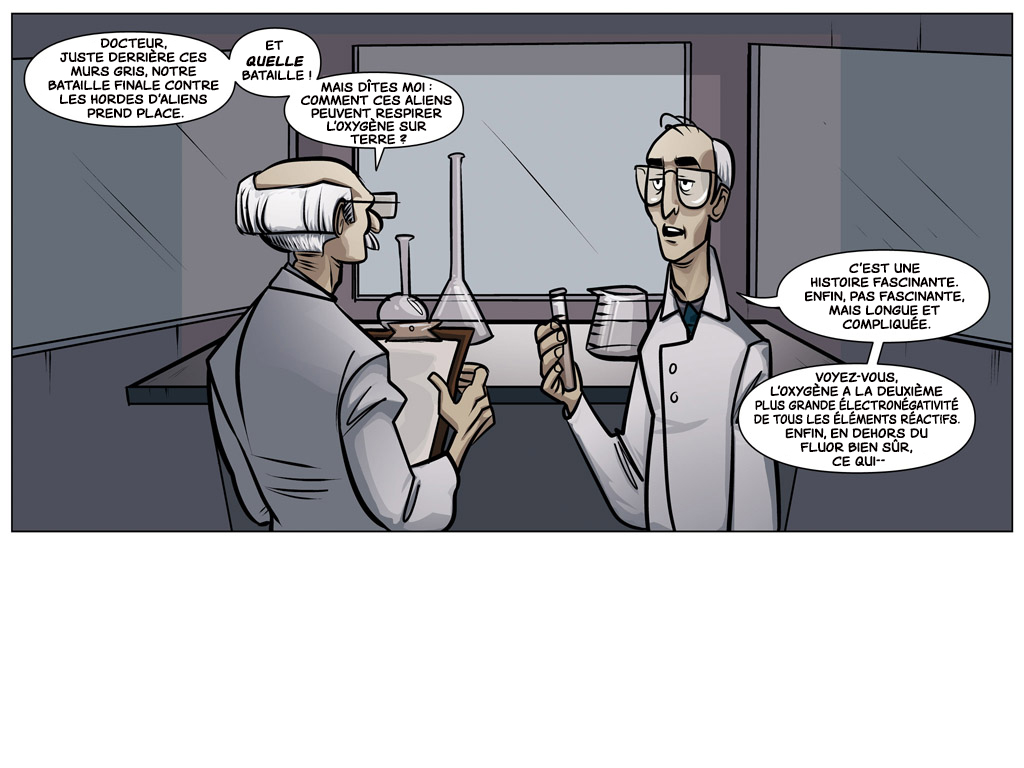 DOCTEUR,
JUSTE DERRIÈRE CES
MURS GRIS, NOTRE
BATAILLE FINALE CONTRE
LES HORDES D'ALIENS
PREND PLACE.
ET
QUELLE
BATAILLE !
MAIS DÎTES MOI :
COMMENT CES ALIENS
PEUVENT RESPIRER
L'OXYGÈNE SUR
TERRE ?
C'EST UNE
HISTOIRE FASCINANTE.
ENFIN, PAS FASCINANTE,
MAIS LONGUE ET
COMPLIQUÉE.
VOYEZ-VOUS,
L'OXYGÈNE A LA DEUXIÈME
PLUS GRANDE ÉLECTRONÉGATIVITÉ
DE TOUS LES ÉLÉMENTS RÉACTIFS.
ENFIN, EN DEHORS DU
FLUOR BIEN SÛR,
CE QUI--